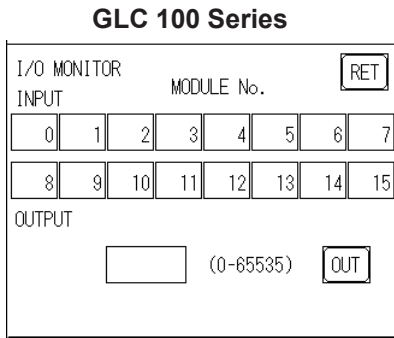 GLC 100 Series
I/O MONITOR RET
INPUT MODULE No.
0 1 2 3 4 5 6 7
8 9 10 11 12 13 14 15
OUTPUT
(0-65535) OUT